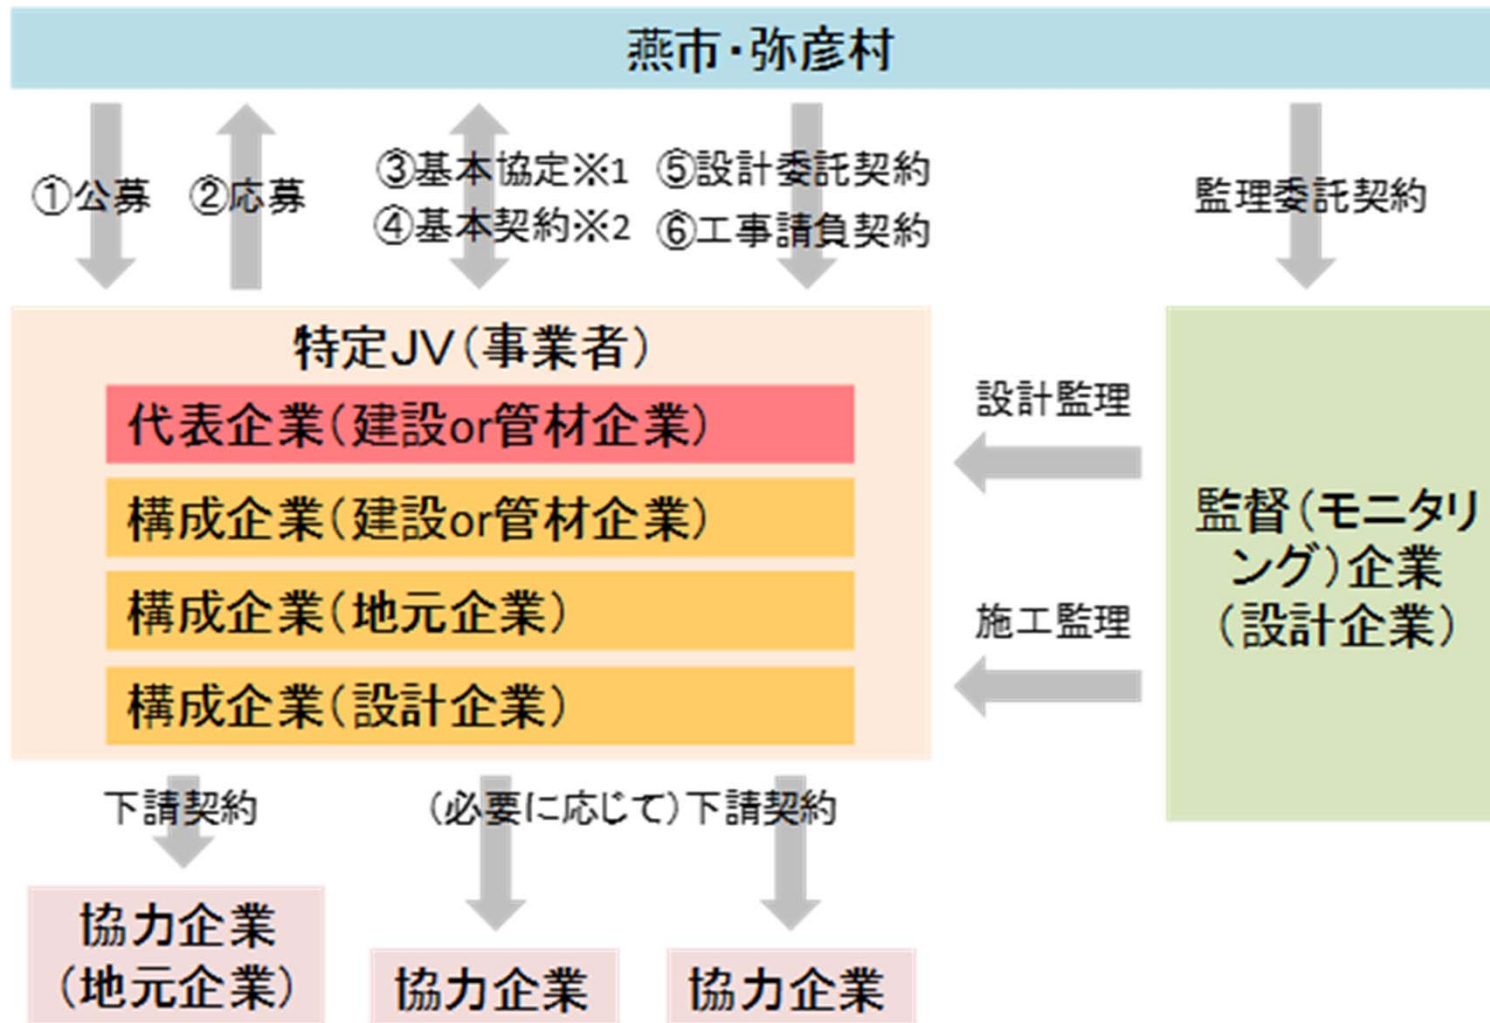 燕市・弥彦村
①公募
②応募
③基本協定※1
④基本契約※2
⑤設計委託契約
⑥工事請負契約
監理委託契約
特定JV（事業者）
代表企業（建設or管材企業）
構成企業（建設or管材企業）
構成企業（地元企業）
構成企業（設計企業）
設計監理
施工監理
監督（モニタリ
ング）企業
（設計企業）
下請契約
（必要に応じて）下請契約
協力企業
（地元企業）
協力企業
協力企業